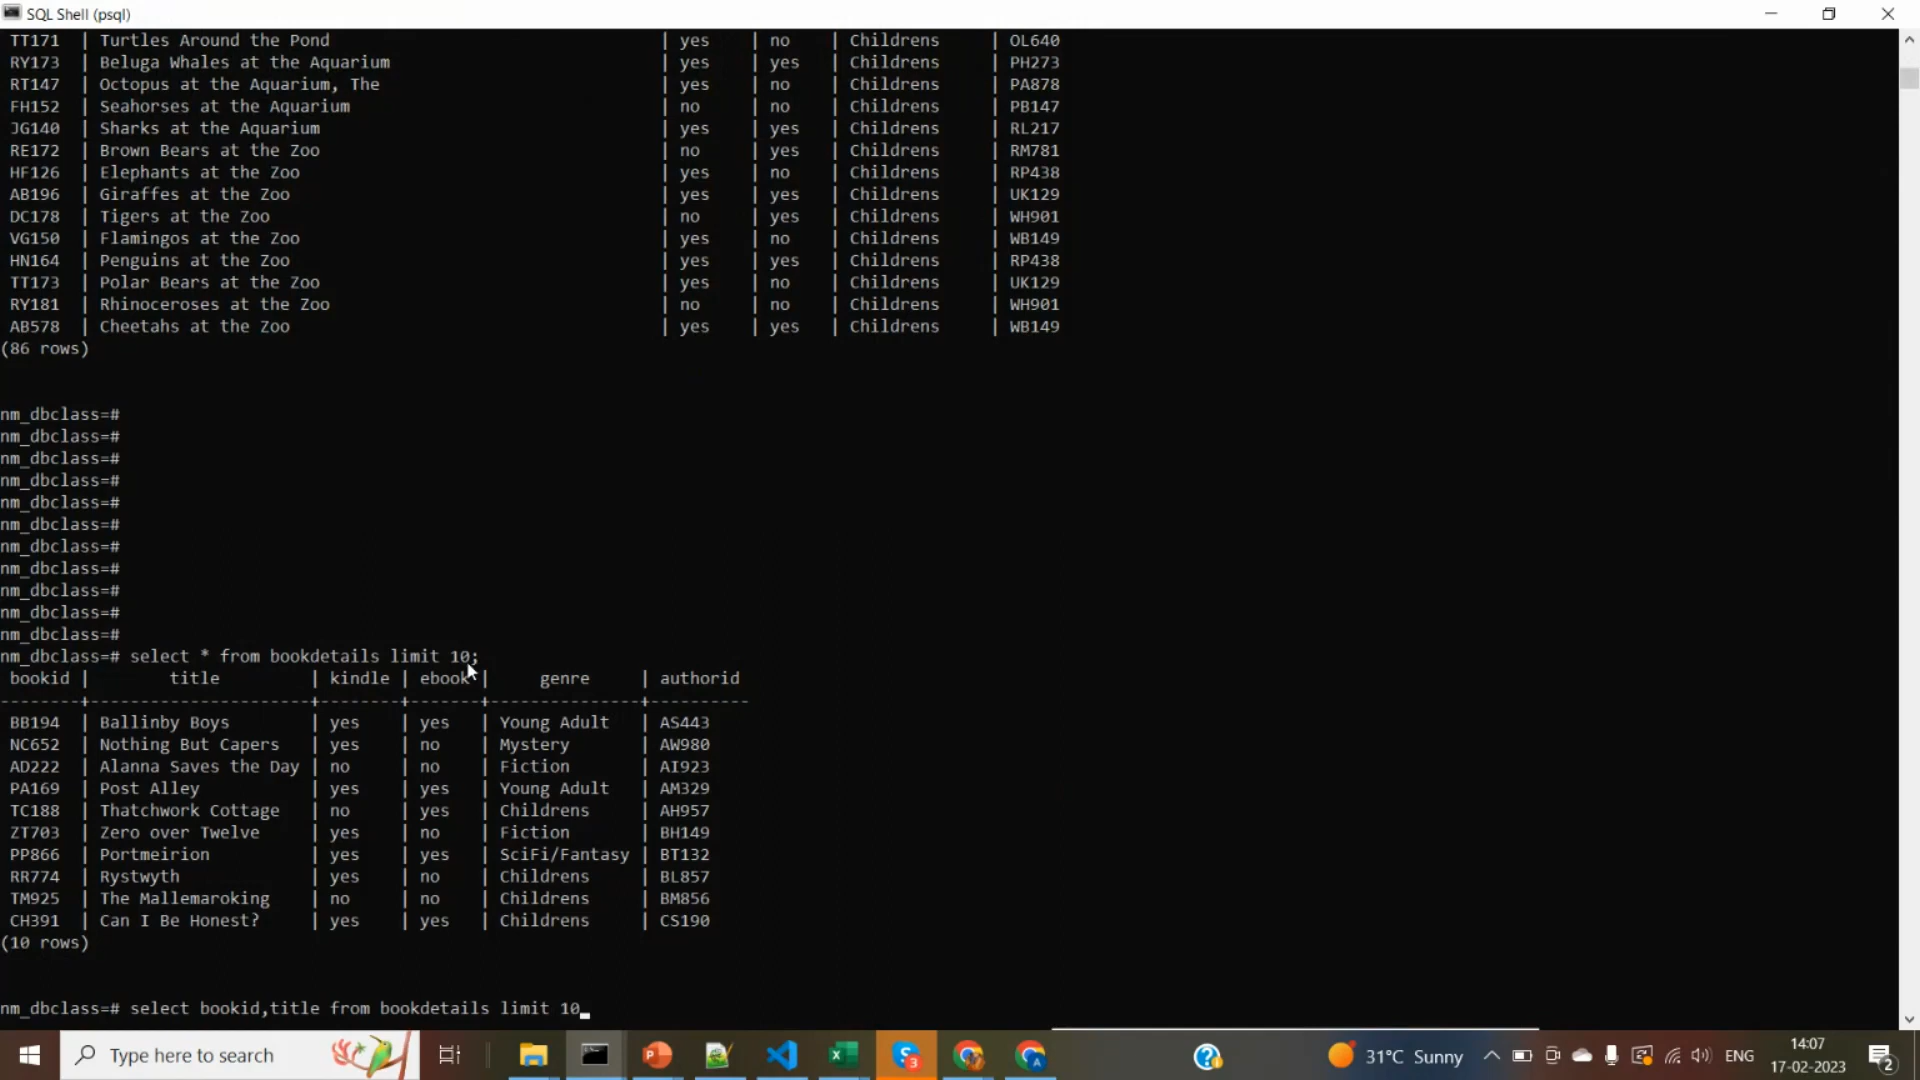 SQL Shell (psql)
TT171 | Turtles Around the Pond | yes | no | Childrens | OL640
RY173 | Beluga Whales at the Aquarium | yes | yes | Childrens | PH273
RT147 | Octopus at the Aquarium, The | yes | no | Childrens | PA878
FH152 | Seahorses at the Aquarium | no | no | Childrens | PB147
JG140 | Sharks at the Aquarium | yes | yes | Childrens | RL217
RE172 | Brown Bears at the Zoo | no | yes | Childrens | RM781
HF126 | Elephants at the Zoo | yes | no | Childrens | RP438
AB196 | Giraffes at the Zoo | yes | yes | Childrens | UK129
DC178 | Tigers at the Zoo | no | yes | Childrens | WH901
VG150 | Flamingos at the Zoo | yes | no | Childrens | WB149
HN164 | Penguins at the Zoo | yes | yes | Childrens | RP438
TT173 | Polar Bears at the Zoo | yes | no | Childrens | UK129
RY181 | Rhinoceroses at the Zoo | no | no | Childrens | WH901
AB578 | Cheetahs at the Zoo | yes | yes | Childrens | WB149
(86 rows)
nm_dbclass=#
nm_dbclass=#
nm_dbclass=#
nm_dbclass=#
nm_dbclass=#
nm_dbclass=#
nm_dbclass=#
nm_dbclass=#
nm_dbclass=#
nm_dbclass=#
nm_dbclass=#
nm_dbclass=# select * from bookdetails limit 10;
bookid | title | kindle | ebook | genre | authorid
--------+----------------------+--------+-------+---------------+----------
BB194 | Ballinby Boys | yes | yes | Young Adult | AS443
NC652 | Nothing But Capers | yes | no | Mystery | AW980
AD222 | Alanna Saves the Day | no | no | Fiction | AI923
PA169 | Post Alley | yes | yes | Young Adult | AM329
TC188 | Thatchwork Cottage | no | yes | Childrens | AH957
ZT703 | Zero over Twelve | yes | no | Fiction | BH149
PP866 | Portmeirion | yes | yes | SciFi/Fantasy | BT132
RR774 | Rystwyth | yes | no | Childrens | BL857
TM925 | The Mallemaroking | no | no | Childrens | BM856
CH391 | Can I Be Honest? | yes | yes | Childrens | CS190
(10 rows)
nm_dbclass=# select bookid,title from bookdetails limit 10
Type here to search
3
31°C Sunny
ENG
14:07
17-02-2023
2